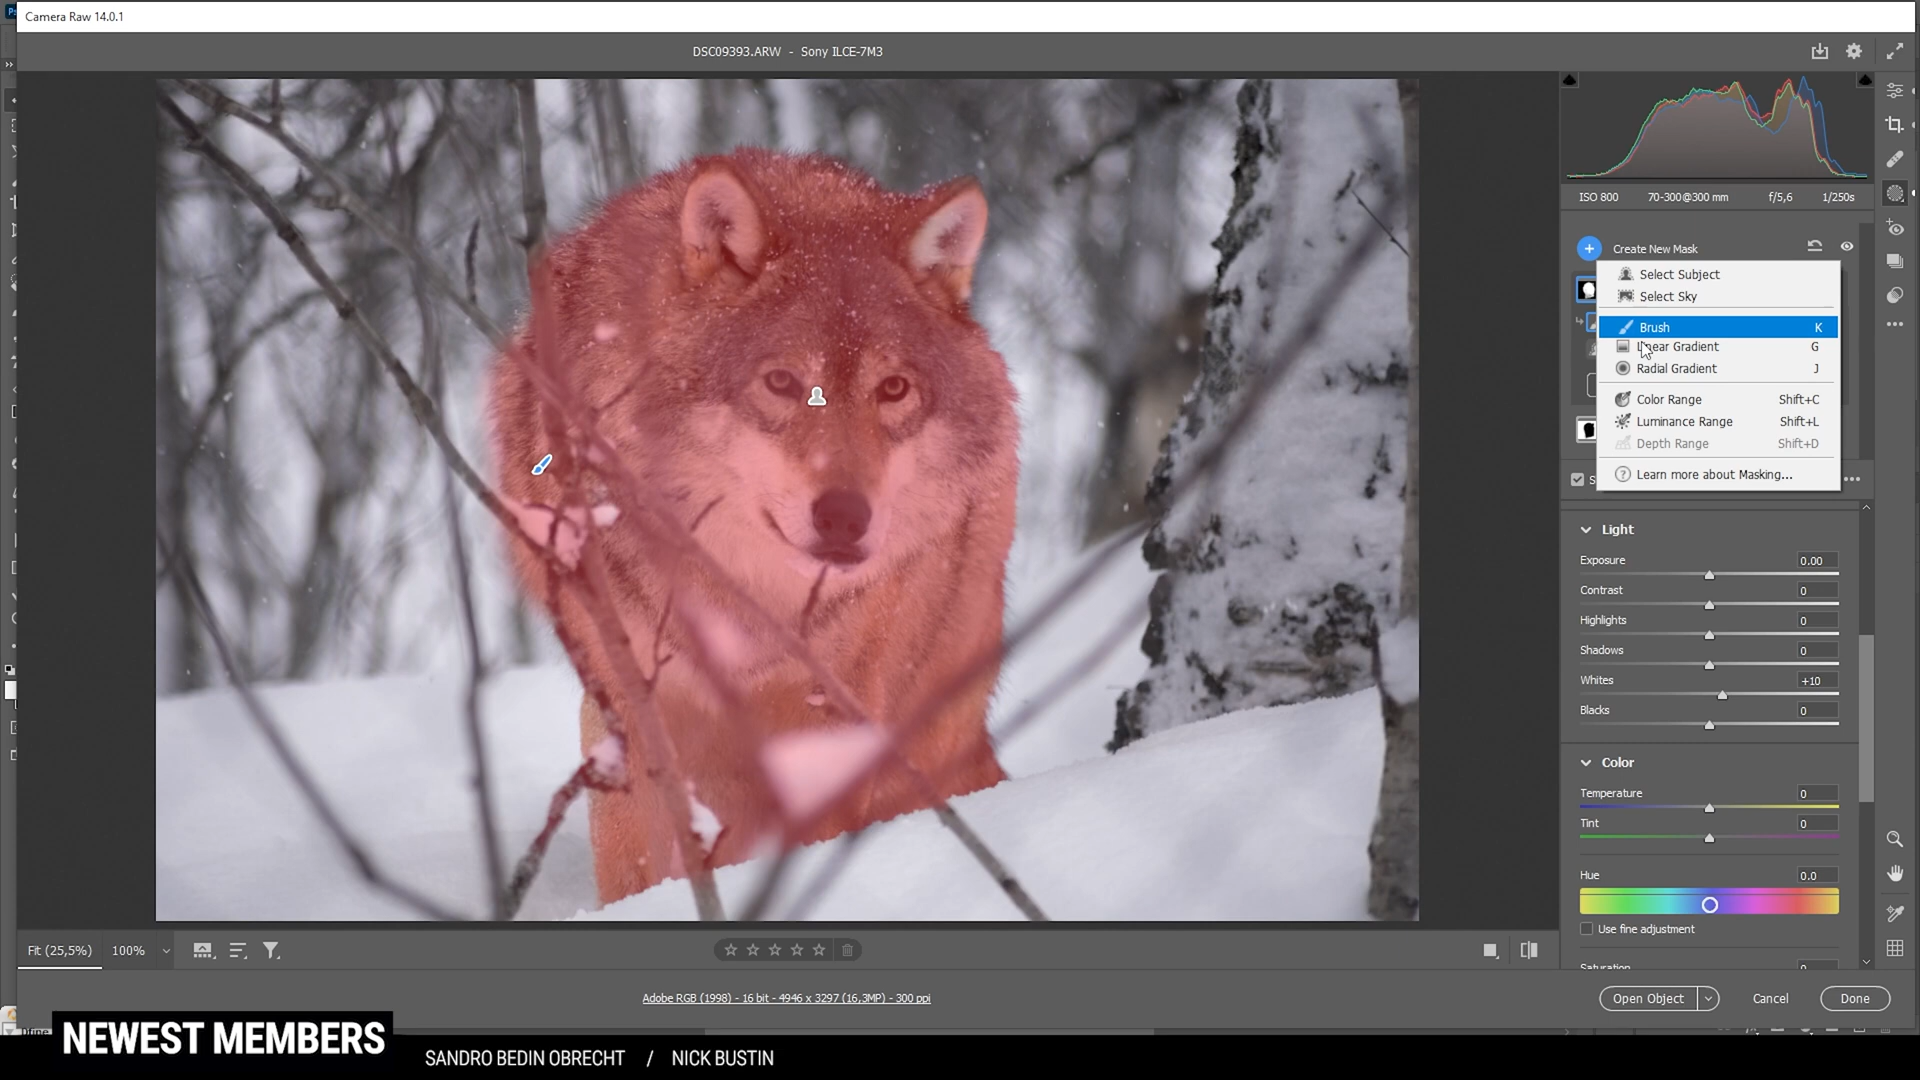 Camera Raw 14.0.1
DSC09393.ARW - Sony ILCE-7M3
ISO 800 70-300@300 mm f/5,6 1/250s
Create New Mask
Select Subject
Select Sky
Brush K
Linear Gradient G
Radial Gradient J
Color Range Shift+C
Luminance Range Shift+L
Depth Range Shift+D
Learn more about Masking...
Light
Exposure 0.00
Contrast 0
Highlights 0
Shadows 0
Whites +10
Blacks 0
Color
Temperature 0
Tint 0
Hue 0.0
Use fine adjustment
Saturation 0
Fit (25,5%) 100%
Adobe RGB (1998) - 16 bit - 4946 x 3297 (16,3MP) - 300 ppi
Open Object Cancel Done
NEWEST MEMBERS
SANDRO BEDIN OBRECHT / NICK BUSTIN